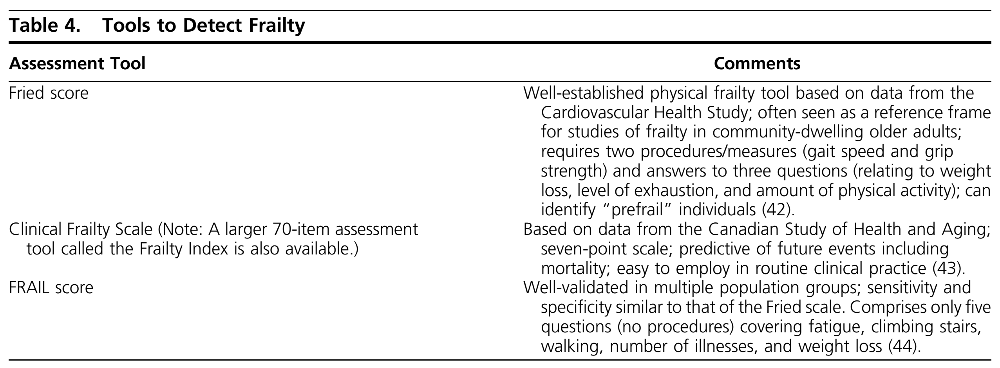 Table 4. Tools to Detect Frailty
Assessment Tool Comments
Fried score Well-established physical frailty tool based on data from the
Cardiovascular Health Study; often seen as a reference frame
for studies of frailty in community-dwelling older adults;
requires two procedures/measures (gait speed and grip
strength) and answers to three questions (relating to weight
loss, level of exhaustion, and amount of physical activity); can
identify “prefrail” individuals (42).
Clinical Frailty Scale (Note: A larger 70-item assessment Based on data from the Canadian Study of Health and Aging;
tool called the Frailty Index is also available.) seven-point scale; predictive of future events including
mortality; easy to employ in routine clinical practice (43).
FRAIL score Well-validated in multiple population groups; sensitivity and
specificity similar to that of the Fried scale. Comprises only five
questions (no procedures) covering fatigue, climbing stairs,
walking, number of illnesses, and weight loss (44).